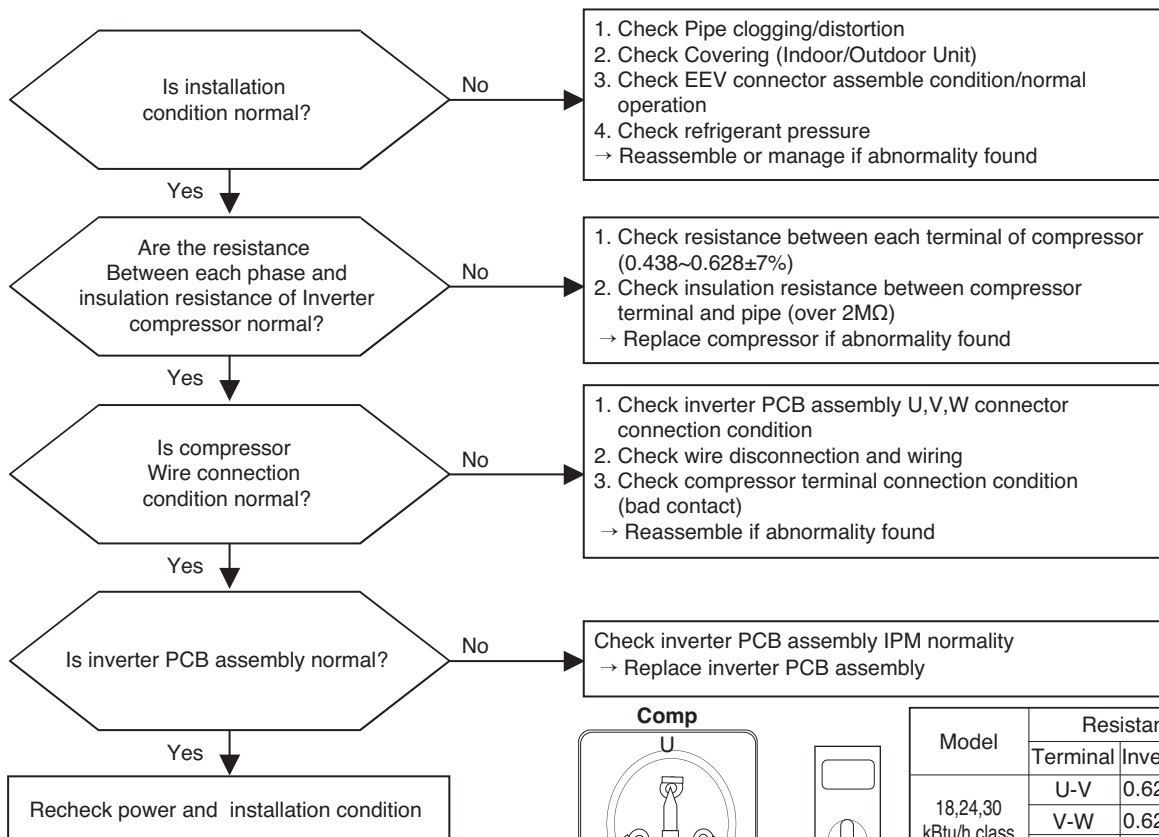 Is installation
condition normal?
No
1. Check Pipe clogging/distortion
2. Check Covering (Indoor/Outdoor Unit)
3. Check EEV connector assemble condition/normal
operation
4. Check refrigerant pressure
→ Reassemble or manage if abnormality found
Yes
Are the resistance
Between each phase and
insulation resistance of Inverter
compressor normal?
No
1. Check resistance between each terminal of compressor
(0.438~0.628±7%)
2. Check insulation resistance between compressor
terminal and pipe (over 2MΩ)
→ Replace compressor if abnormality found
Yes
Is compressor
Wire connection
condition normal?
No
1. Check inverter PCB assembly U,V,W connector
connection condition
2. Check wire disconnection and wiring
3. Check compressor terminal connection condition
(bad contact)
→ Reassemble if abnormality found
Yes
Is inverter PCB assembly normal?
No
Check inverter PCB assembly IPM normality
→ Replace inverter PCB assembly
Yes
Recheck power and installation condition
Comp
U
Model
Terminal
18,24,30
kBtu/h class
U-V
V-W